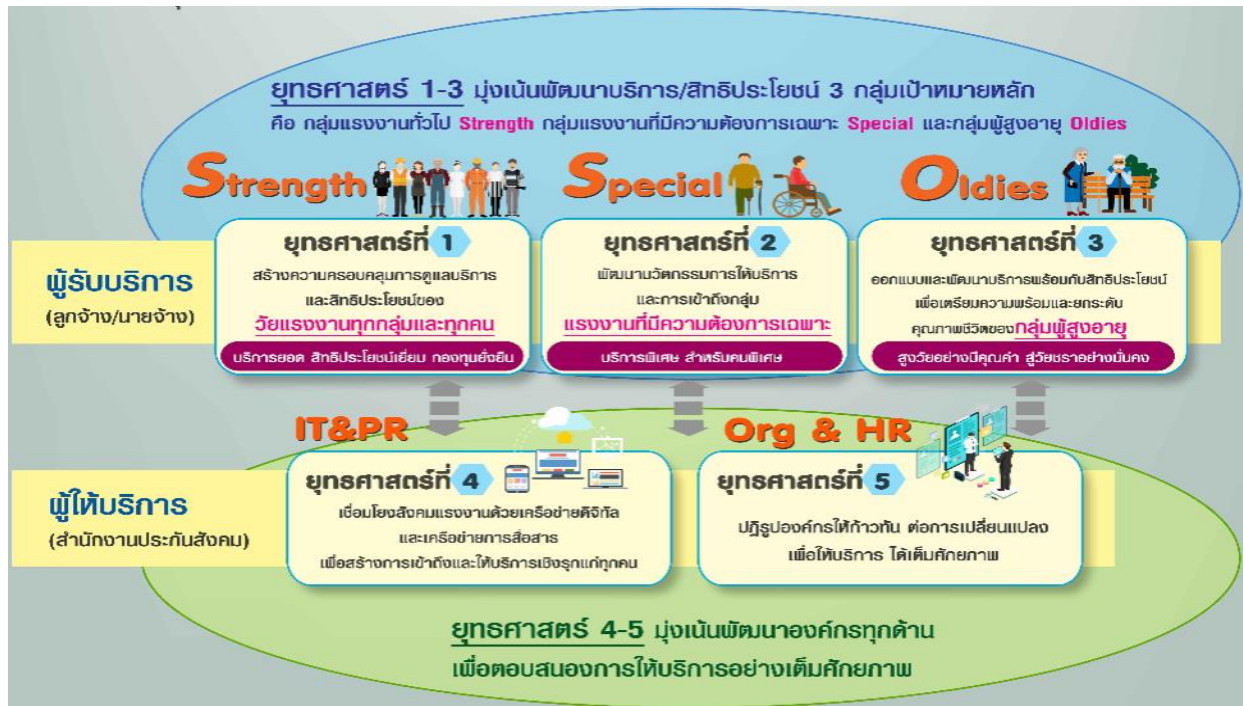 ยุทธศาสตร์ 1-3 มุ่งเน้นพัฒนาบริการ/สิทธิประโยชน์ 3 กลุ่มเป้าหมายหลัก
คือ กลุ่มแรงงานทั่วไป Strength กลุ่มแรงงานที่มีความต้องการเฉพาะ Special และกลุ่มผู้สูงอายุ Oldies
Strength
Special
Oldies
ผู้รับบริการ
(ลูกจ้าง/นายจ้าง)
ยุทธศาสตร์ที่ 1
สร้างความครอบคลุมการดูแลบริการ
และสิทธิประโยชน์ของ
วัยแรงงานทุกกลุ่มและทุกคน
บริการยอด สิทธิประโยชน์เยี่ยม กองทุนยั่งยืน
ยุทธศาสตร์ที่ 2
พัฒนานวัตกรรมการให้บริการ
และการเข้าถึงกลุ่ม
แรงงานที่มีความต้องการเฉพาะ
บริการพิเศษ สำหรับคนพิเศษ
ยุทธศาสตร์ที่ 3
ออกแบบและพัฒนาบริการพร้อมกับสิทธิประโยชน์
เพื่อเตรียมความพร้อมและยกระดับ
คุณภาพชีวิตของกลุ่มผู้สูงอายุ
สูงวัยอย่างมีคุณค่า สู่วัยชราอย่างมั่นคง
IT&PR
Org & HR
ผู้ให้บริการ
(สำนักงานประกันสังคม)
ยุทธศาสตร์ที่ 4
เชื่อมโยงสังคมแรงงานด้วยเครือข่ายดิจิทัล
และเครือข่ายการสื่อสาร
เพื่อสร้างการเข้าถึงและให้บริการเชิงรุกแก่ทุกคน
ยุทธศาสตร์ที่ 5
ปฏิรูปองค์กรให้ก้าวทัน ต่อการเปลี่ยนแปลง
เพื่อให้บริการ ได้เต็มศักยภาพ
ยุทธศาสตร์ 4-5 มุ่งเน้นพัฒนาองค์กรทุกด้าน
เพื่อตอบสนองการให้บริการอย่างเต็มศักยภาพ